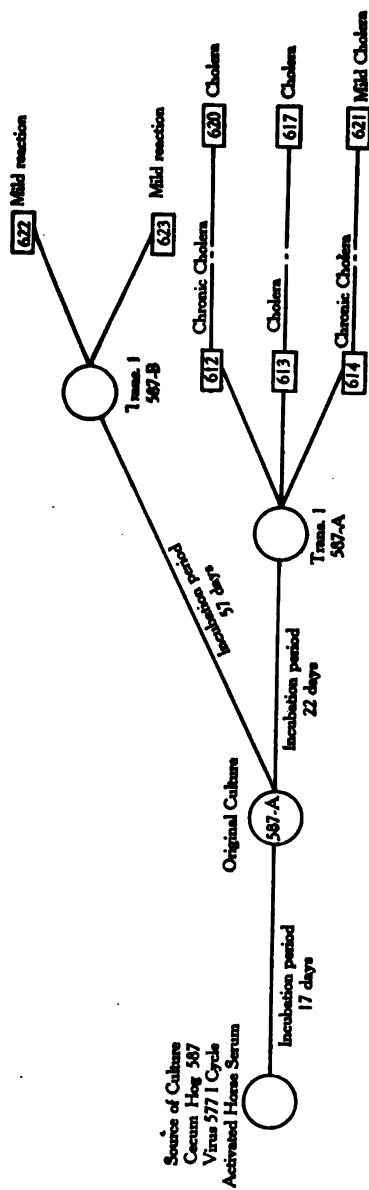 Source of Culture
Cecum Hog 587
Virus 577 I Cycle
Activated Horse Serum
Incubation period
17 days
Original Culture
587-A
Incubation period
57 days
Incubation period
22 days
Trans. I
587-B
Trans. I
587-A
622 Mild reaction
623 Mild reaction
612 Chronic Cholera
620 Cholera
613 Cholera
617 Cholera
614 Chronic Cholera
621 Mild Cholera